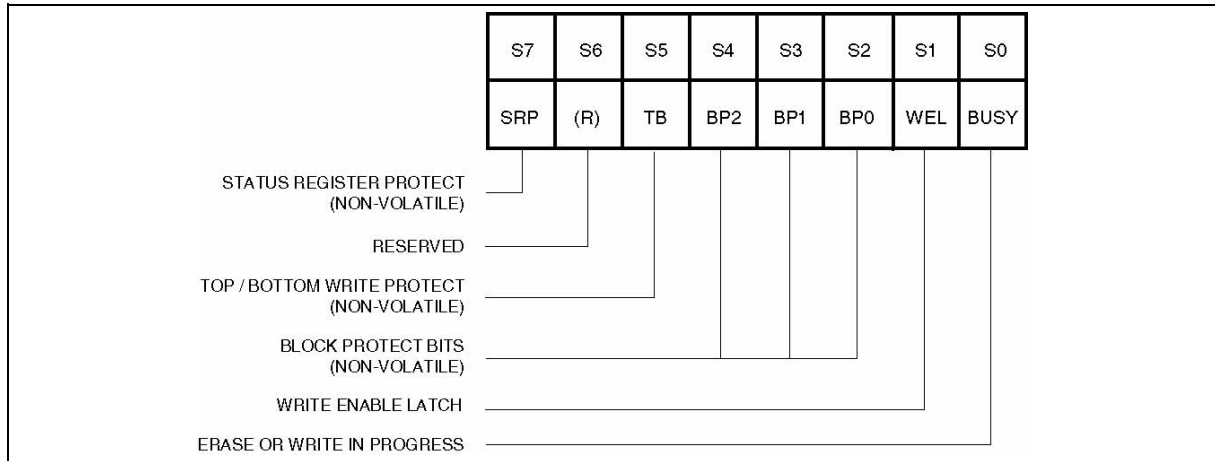 S7 S6 S5 S4 S3 S2 S1 S0
SRP (R) TB BP2 BP1 BP0 WEL BUSY
STATUS REGISTER PROTECT
(NON-VOLATILE)
RESERVED
TOP / BOTTOM WRITE PROTECT
(NON-VOLATILE)
BLOCK PROTECT BITS
(NON-VOLATILE)
WRITE ENABLE LATCH
ERASE OR WRITE IN PROGRESS